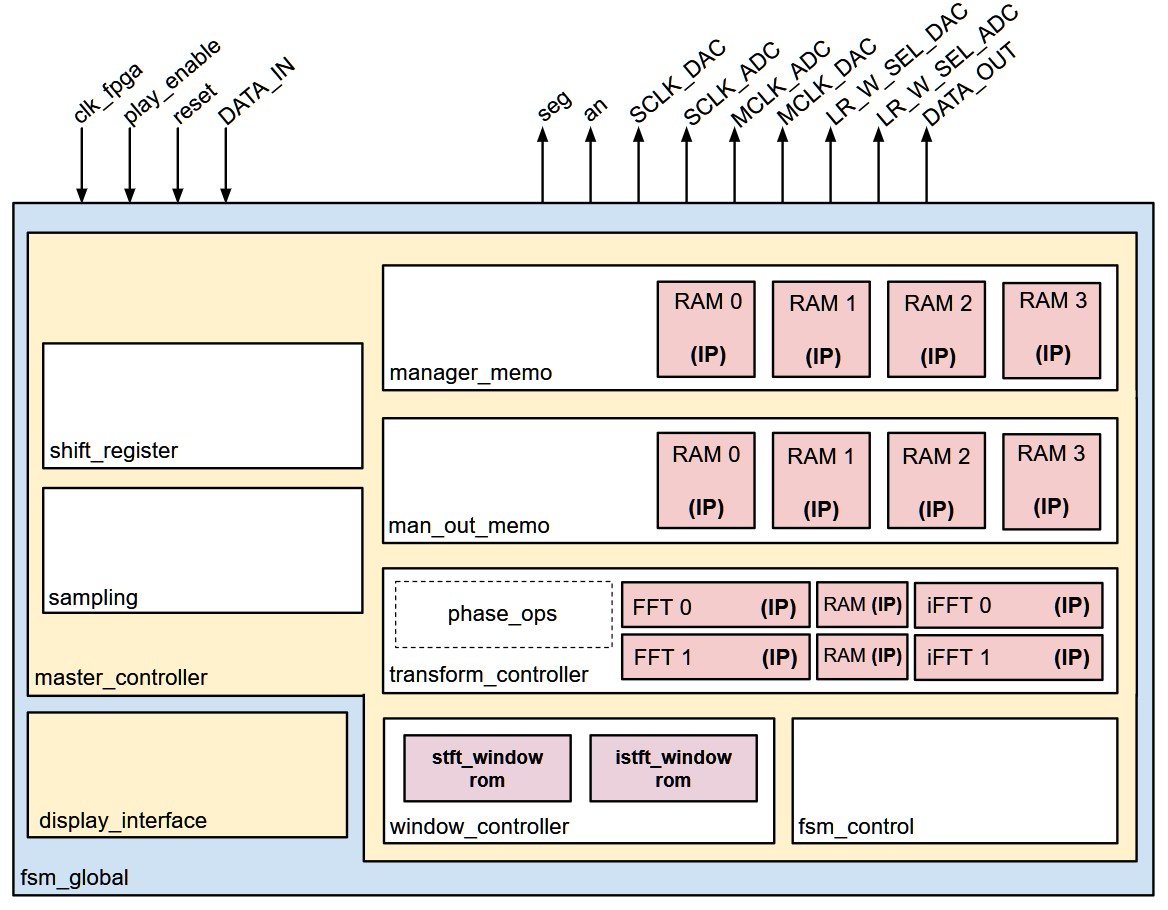 clk_fpga
play_enable
reset
DATA_IN
seg
an
SCLK_DAC
SCLK_ADC
MCLK_ADC
MCLK_DAC
LR_W_SEL_DAC
LR_W_SEL_ADC
DATA_OUT
RAM 0
(IP)
RAM 1
(IP)
RAM 2
(IP)
RAM 3
(IP)
manager_memo
shift_register
RAM 0
(IP)
RAM 1
(IP)
RAM 2
(IP)
RAM 3
(IP)
man_out_memo
sampling
phase_ops
FFT 0 (IP)
RAM (IP)
iFFT 0 (IP)
FFT 1 (IP)
RAM (IP)
iFFT 1 (IP)
transform_controller
master_controller
stft_window
rom
istft_window
rom
window_controller
fsm_control
display_interface
fsm_global